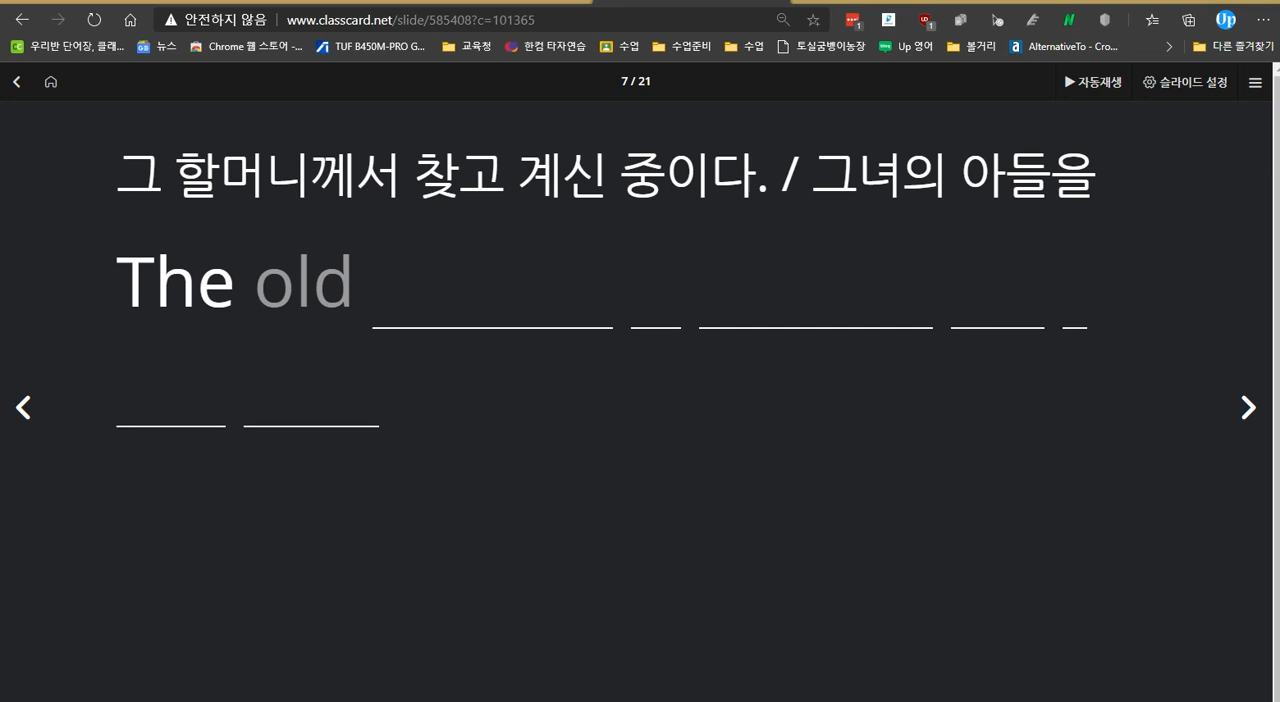 안전하지 않음 | www.classcard.net/slide/585408?c=101365
우리반 단어장, 클래... 뉴스 Chrome 웹 스토어 -... TUF B450M-PRO G... 교육정 한컴 타자연습 수업 수업준비 수업 토실굼벵이농장 Up 영어 볼거리 AlternativeTo - Cro... 다른 즐겨찾기
7 / 21 자동재생 슬라이드 설정
그 할머니께서 찾고 계신 중이다. / 그녀의 아들을
The old